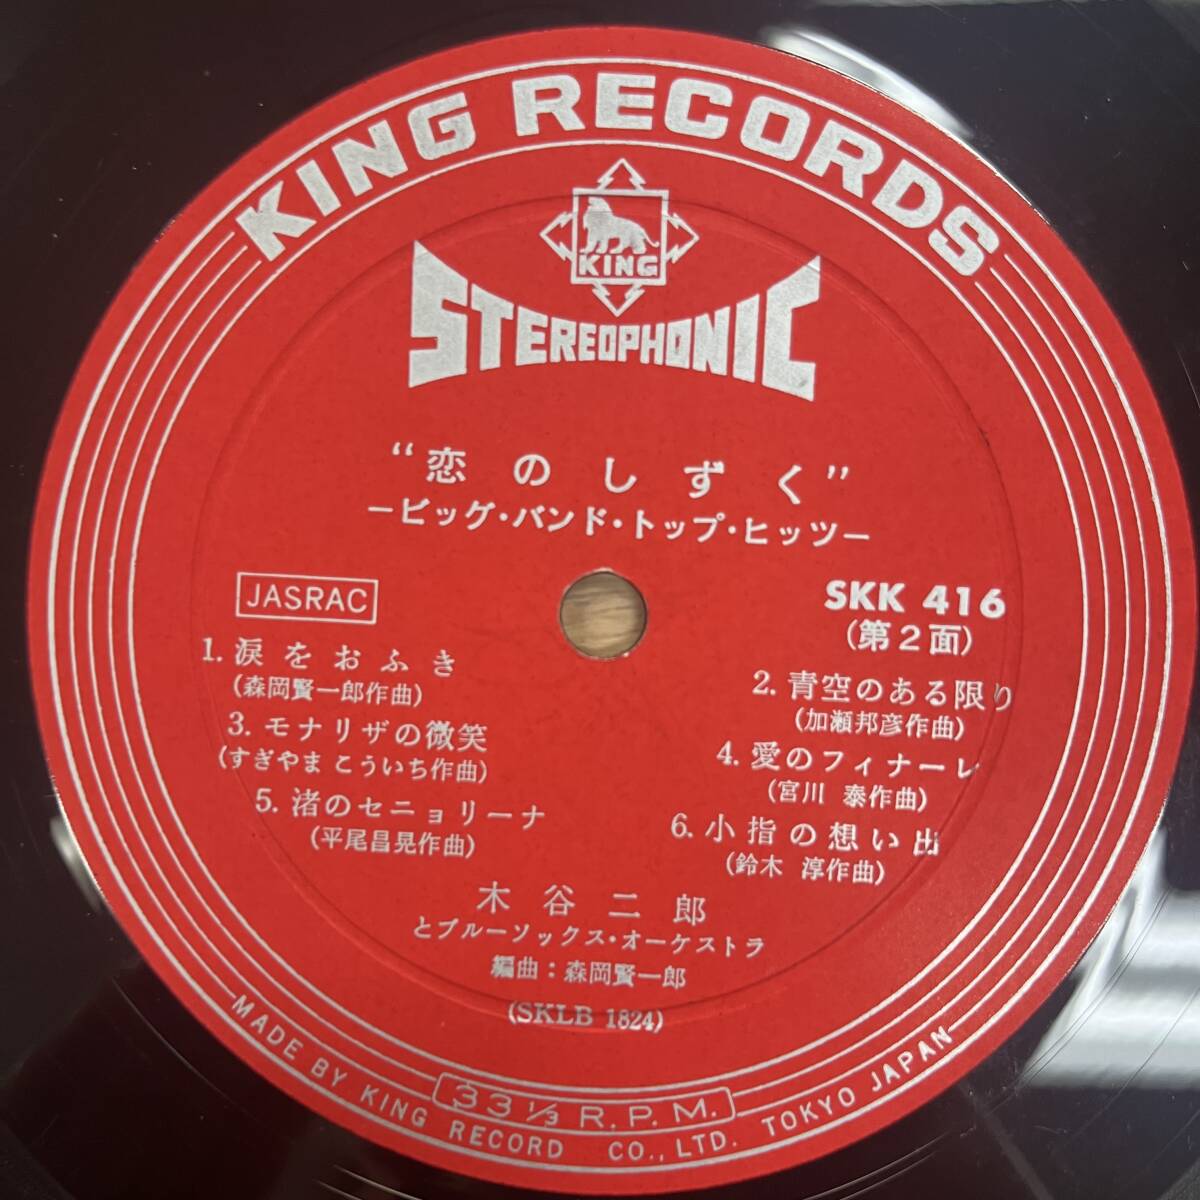 KING RECORDS
KING
STEREOPHONIC
“恋のしずく”
－ビッグ・バンド・トップ・ヒッツ－
JASRAC
SKK 416
(第2面)
1. 涙をおふき
(森岡賢一郎作曲)
2. 青空のある限り
(加瀬邦彦作曲)
3. モナリザの微笑
(すぎやま こういち作曲)
4. 愛のフィナーレ
(宮川 泰作曲)
5. 渚のセニョリーナ
(平尾昌晃作曲)
6. 小指の想い出
(鈴木 淳作曲)
木谷二郎
とブルーソックス・オーケストラ
編曲：森岡賢一郎
(SKLB 1824)
33 1/3 R.P.M.
MADE BY KING RECORD CO., LTD. TOKYO JAPAN